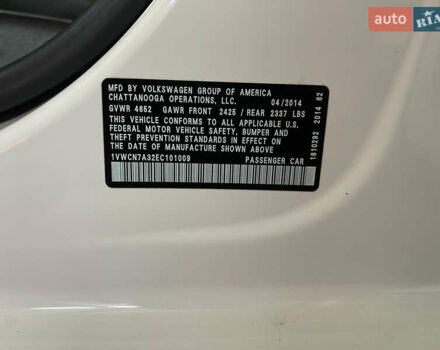 auto RIA
MFD BY VOLKSWAGEN GROUP OF AMERICA
CHATTANOOGA OPERATIONS, LLC. 04/2014
GVWR 4652 GAWR FRONT 2425 / REAR 2337 LBS
THIS VEHICLE CONFORMS TO ALL APPLICABLE U.S.
FEDERAL MOTOR VEHICLE SAFETY, BUMPER AND
THEFT PREVENTION STANDARDS IN EFFECT ON THE
DATE OF MANUFACTURE SHOWN ABOVE
1VWCN7A32EC101009 PASSENGER CAR
1810292 2014 62